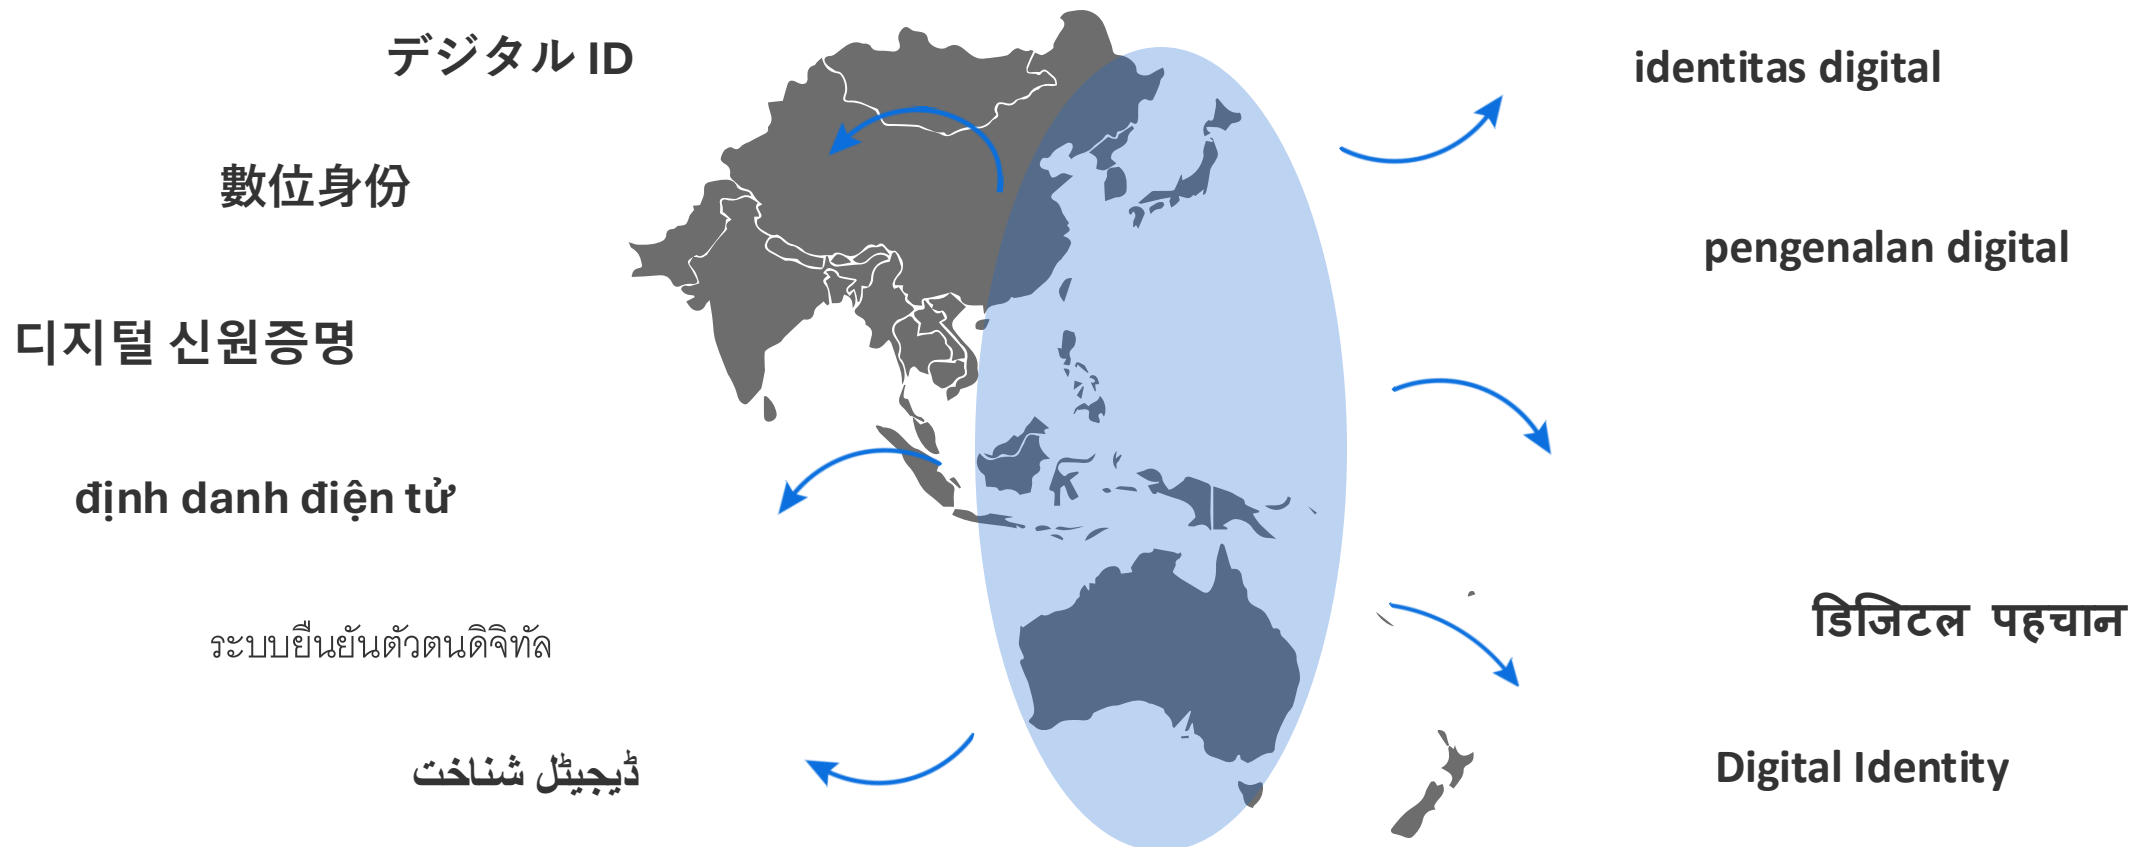 デジタル ID
數位身份
디지털 신원증명
định danh điện tử
ระบบยืนยันตัวตนดิจิทัล
ڈیجیٹل شناخت
identitas digital
pengenalan digital
डिजिटल पहचान
Digital Identity